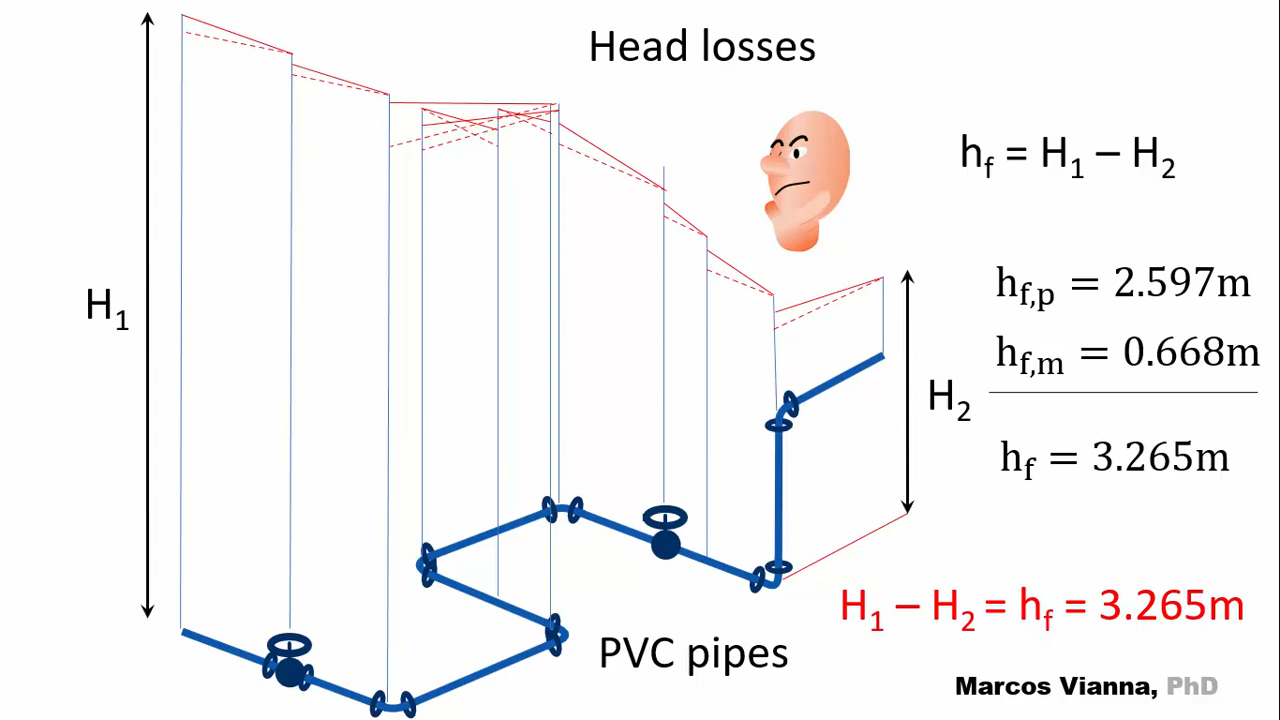 Head losses
h_f = H_1 – H_2
H_1
h_f,p = 2.597m
h_f,m = 0.668m
H_2
h_f = 3.265m
H_1 – H_2 = h_f = 3.265m
PVC pipes
Marcos Vianna, PhD